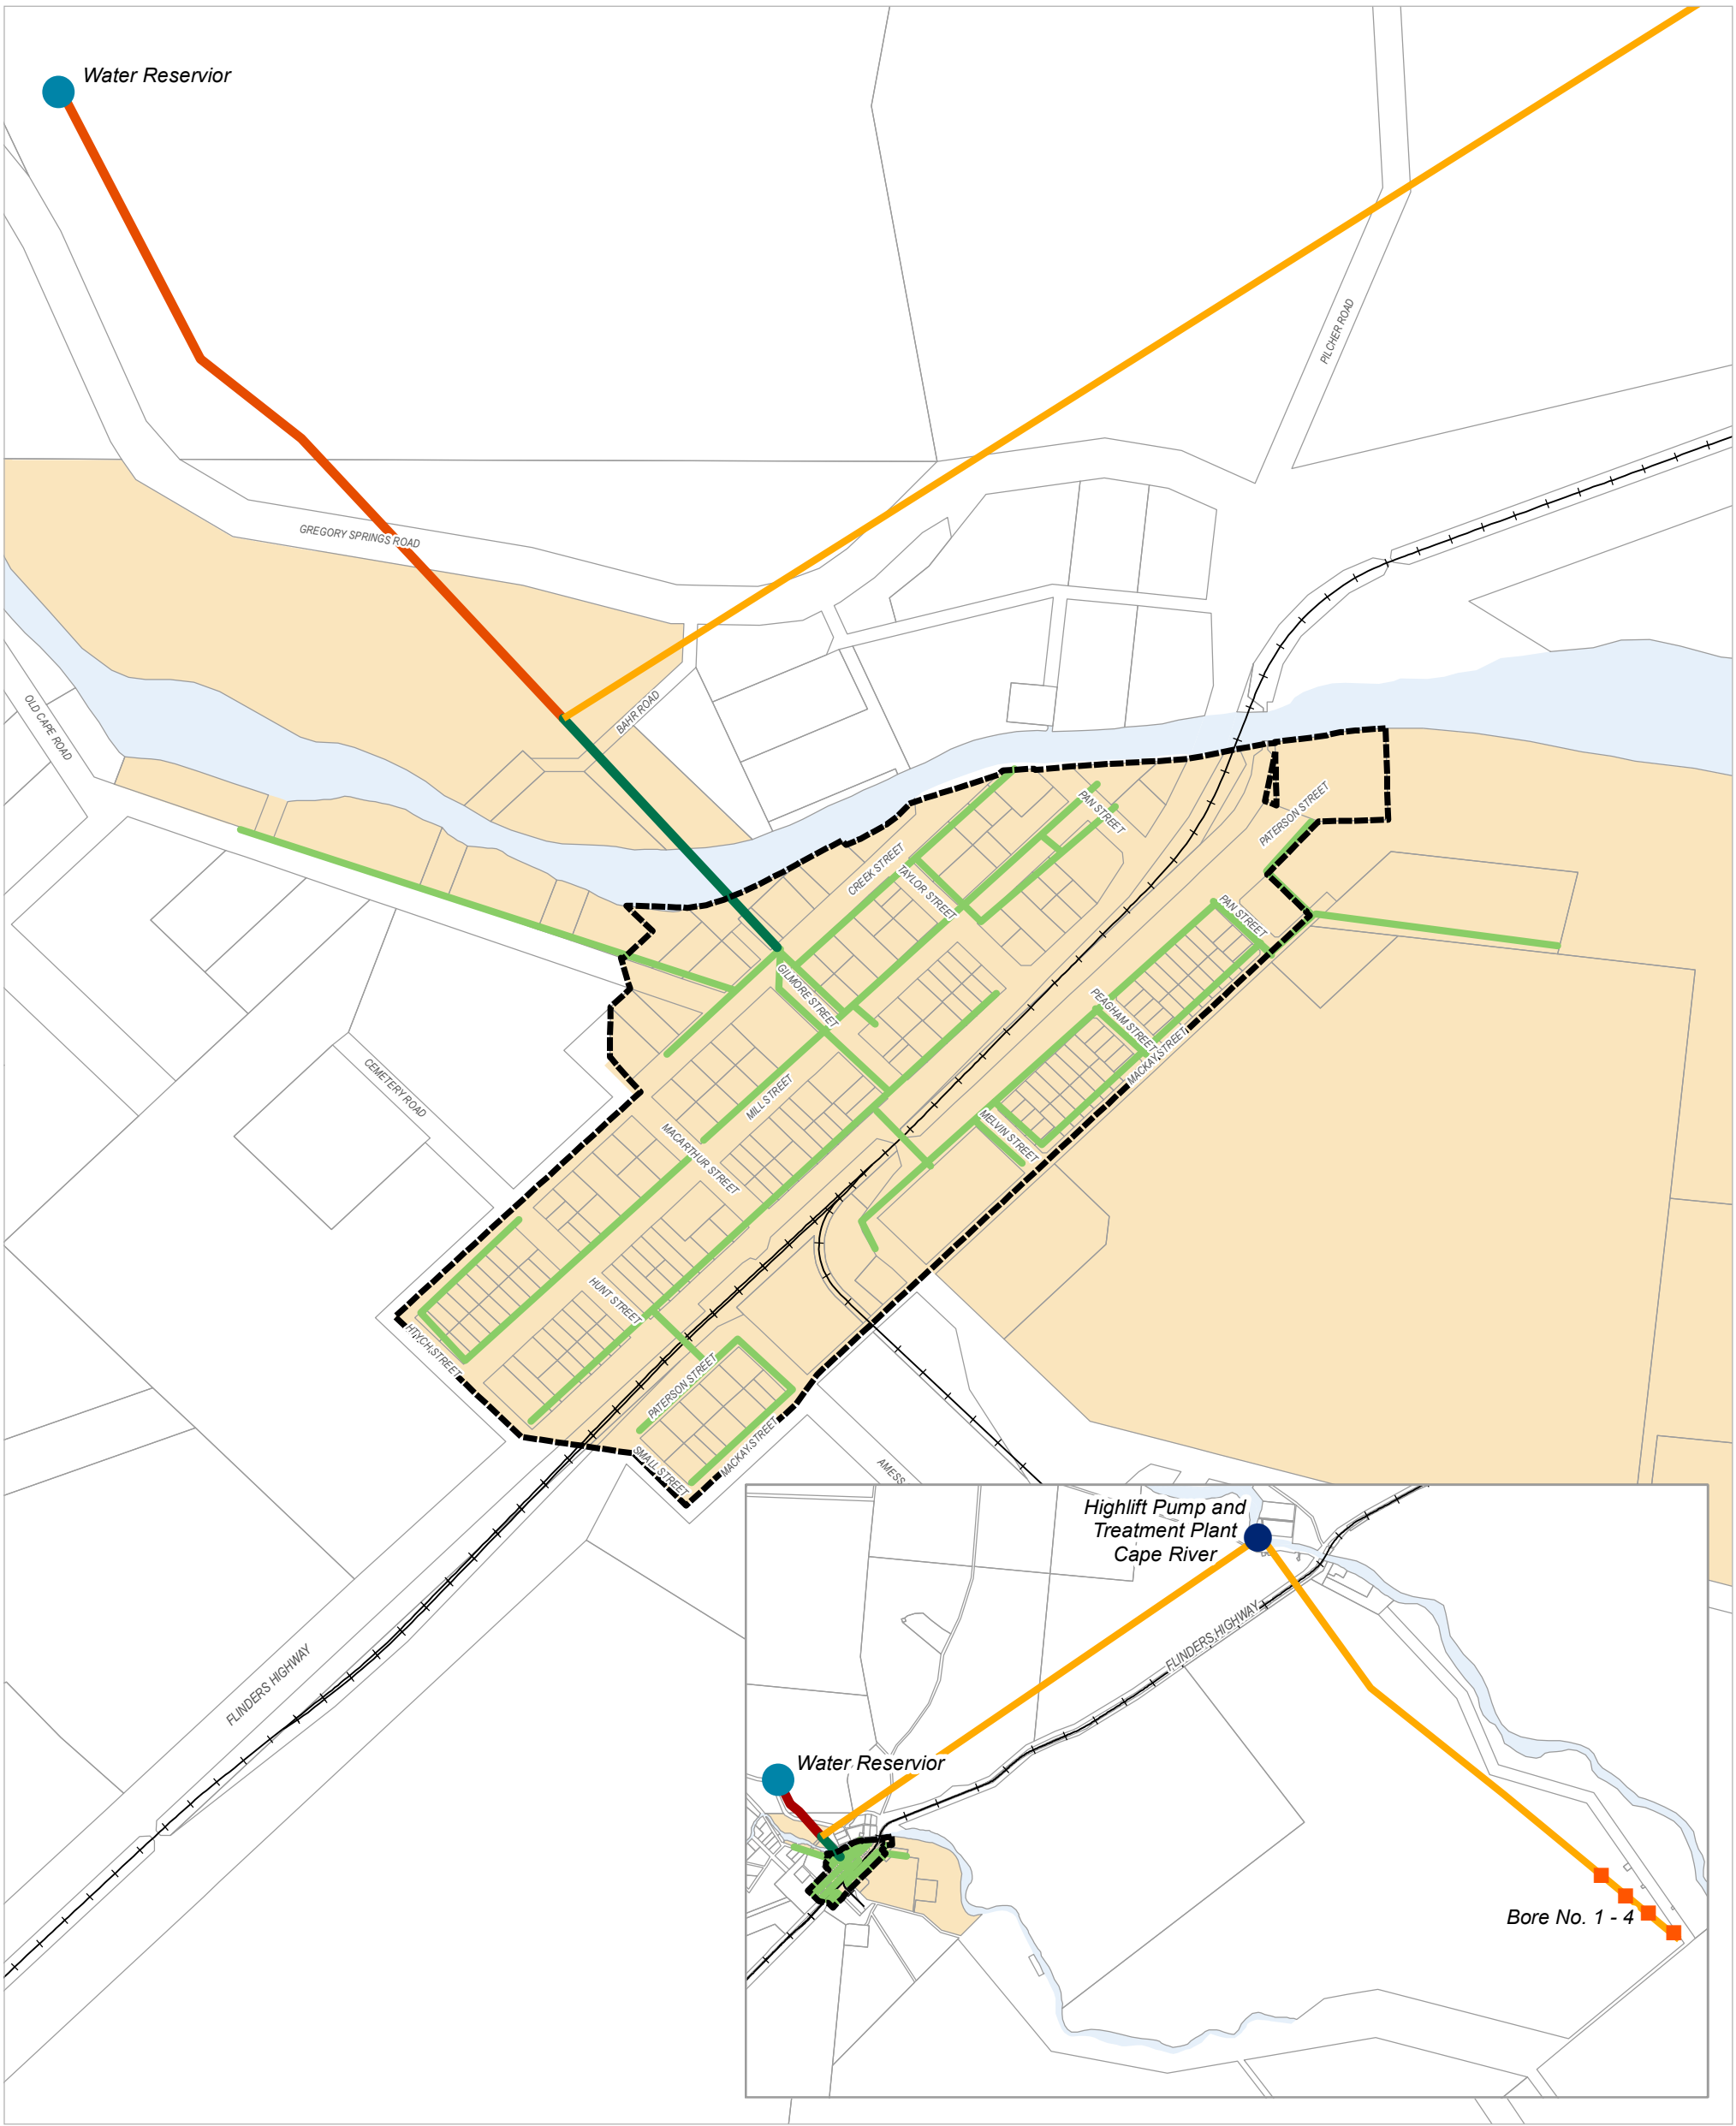 Water Reservior
PILCHER ROAD
GREGORY SPRINGS ROAD
OLD CAPE ROAD
BAHR ROAD
PAN STREET
PATERSON STREET
CREEK STREET
TAYLOR STREET
PAN STREET
GILMORE STREET
PEAGHAM STREET
MACKAY STREET
CEMETERY ROAD
MILL STREET
MELVIN STREET
MACARTHUR STREET
HUNT STREET
HTYCH STREET
PATERSON STREET
MACKAY STREET
SMALL STREET
AMESS
FLINDERS HIGHWAY
Highlift Pump and
Treatment Plant
Cape River
FLINDERS HIGHWAY
Water Reservior
Bore No. 1 - 4